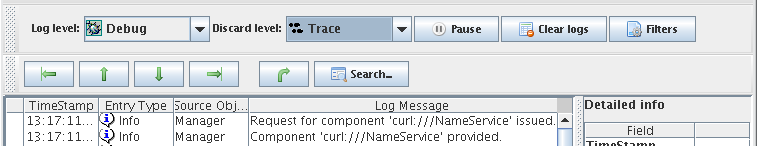 Log level: Debug Discard level: Trace Pause Clear logs Filters
Search...
TimeStamp Entry Type Source Obj... Log Message Detailed info
13:17:11... Info Manager Request for component 'curl:///NameService' issued. Field
13:17:11... Info Manager Component 'curl:///NameService' provided.
TimeStamp